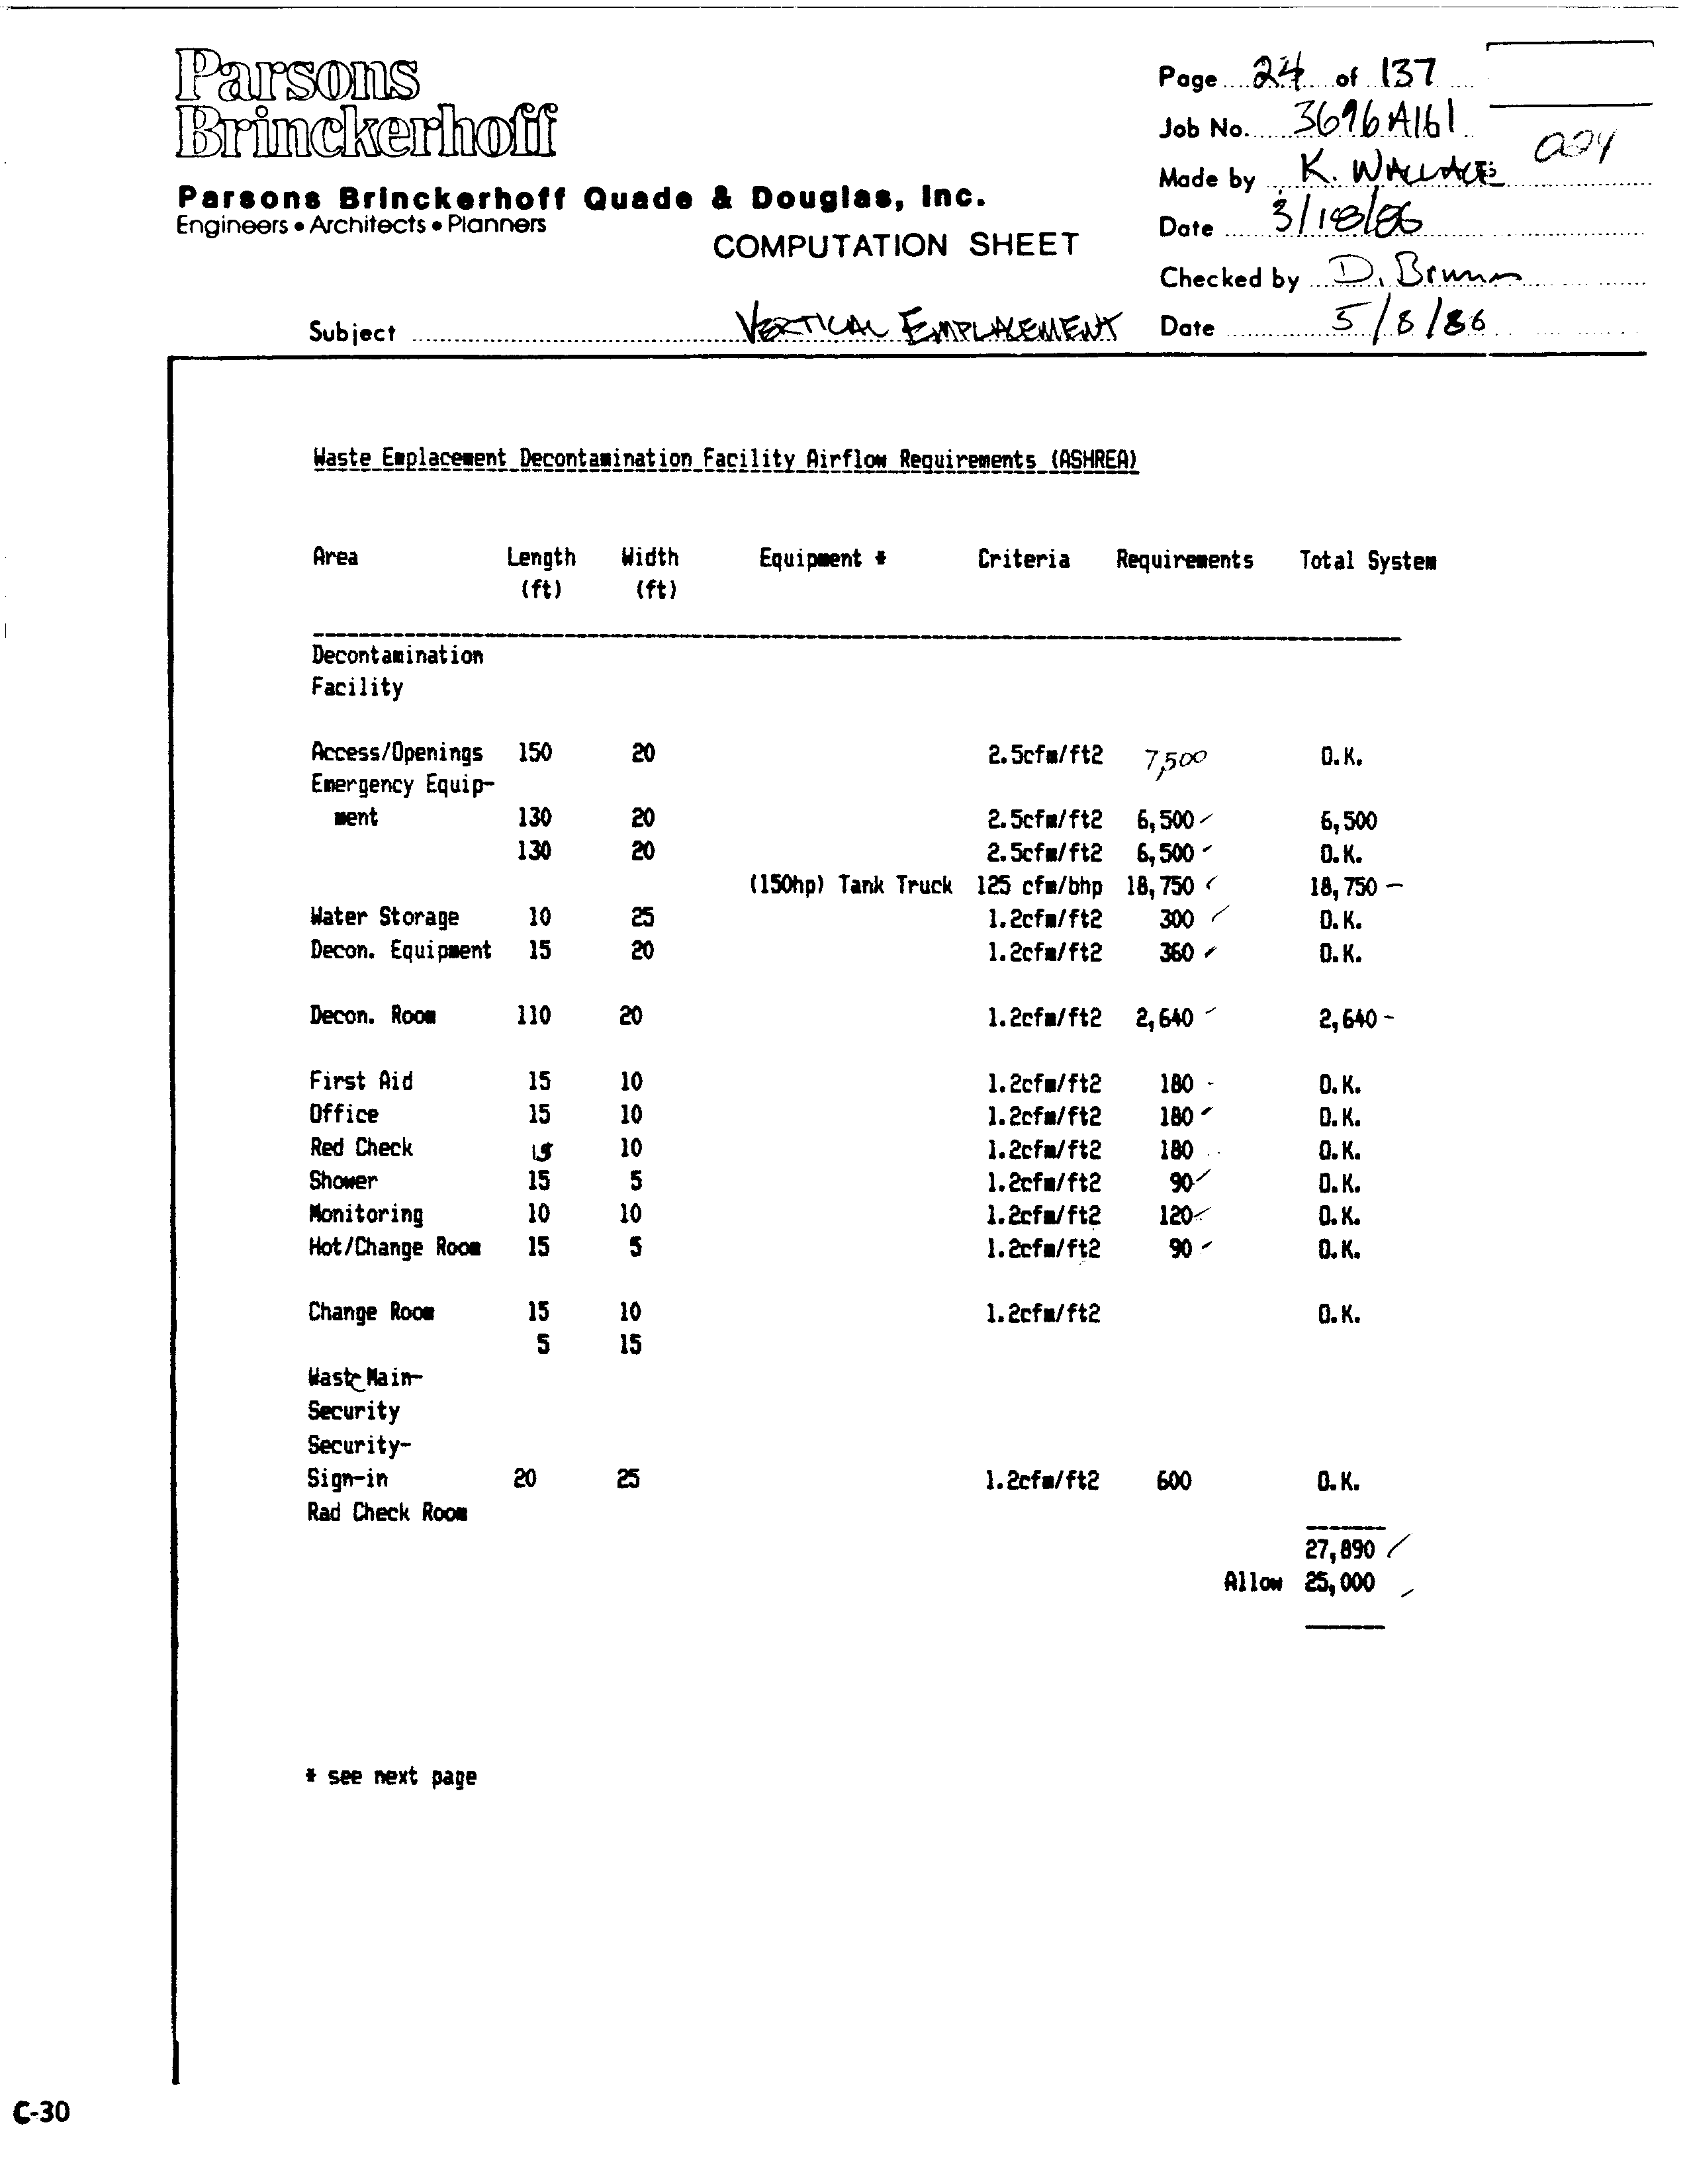 Parsons
Brinckerhoff
Page 24 of 137
Job No. 3696A161
024
Made by K. WALLACE
Parsons Brinckerhoff Quade & Douglas, Inc.
Engineers • Architects • Planners
Date 3/18/86
COMPUTATION SHEET
Checked by D.
Subject VERTICAL EMPLACEMENT
Date 5/8/86
Waste Emplacement Decontamination Facility Airflow Requirements (ASHREA)
Area Length Width Equipment * Criteria Requirements Total System
(ft) (ft)
Decontamination
Facility
Access/Openings 150 20 2.5cfm/ft2 7,500 O.K.
Emergency Equip-
ment 130 20 2.5cfm/ft2 6,500 6,500
130 20 2.5cfm/ft2 6,500 O.K.
(150hp) Tank Truck 125 cfm/bhp 18,750 18,750
Water Storage 10 25 1.2cfm/ft2 300 O.K.
Decon. Equipment 15 20 1.2cfm/ft2 360 O.K.
Decon. Room 110 20 1.2cfm/ft2 2,640 2,640
First Aid 15 10 1.2cfm/ft2 180 O.K.
Office 15 10 1.2cfm/ft2 180 O.K.
Red Check 15 10 1.2cfm/ft2 180 O.K.
Shower 15 5 1.2cfm/ft2 90 O.K.
Monitoring 10 10 1.2cfm/ft2 120 O.K.
Hot/Change Room 15 5 1.2cfm/ft2 90 O.K.
Change Room 15 10 1.2cfm/ft2 O.K.
5 15
Waste Main-
Security
Security-
Sign-in 20 25 1.2cfm/ft2 600 O.K.
Rad Check Room
27,890
Allow 25,000
* see next page
C-30